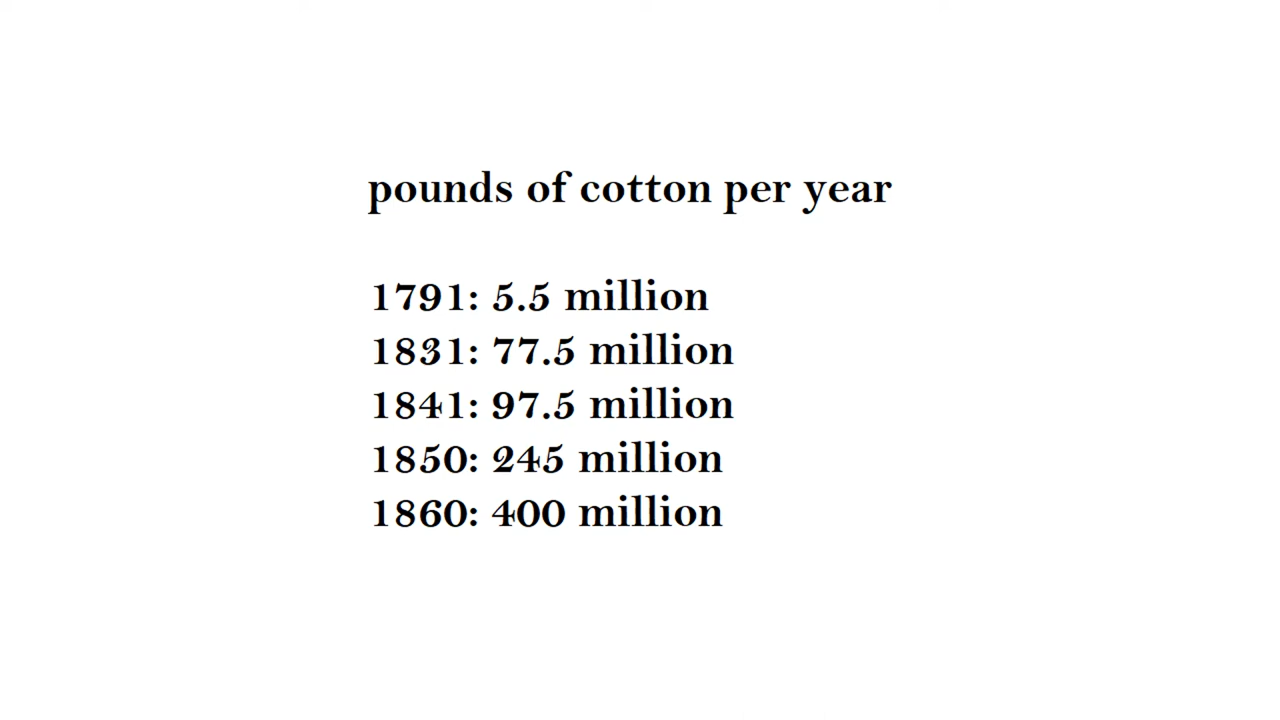 pounds of cotton per year
1791: 5.5 million
1831: 77.5 million
1841: 97.5 million
1850: 245 million
1860: 400 million